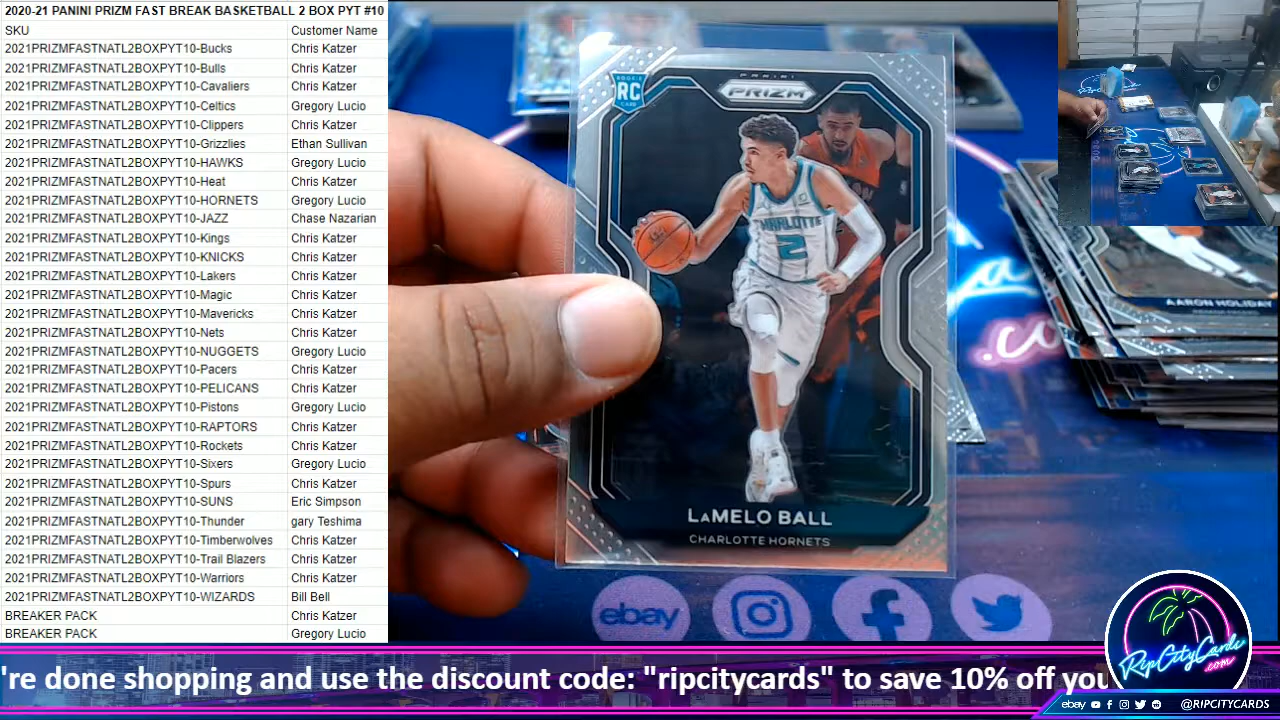 2020-21 PANINI PRIZM FAST BREAK BASKETBALL 2 BOX PYT #10
SKU Customer Name
2021PRIZMFASTNATL2BOXPYT10-Bucks Chris Katzer
2021PRIZMFASTNATL2BOXPYT10-Bulls Chris Katzer
2021PRIZMFASTNATL2BOXPYT10-Cavaliers Chris Katzer
2021PRIZMFASTNATL2BOXPYT10-Celtics Gregory Lucio
2021PRIZMFASTNATL2BOXPYT10-Clippers Chris Katzer
2021PRIZMFASTNATL2BOXPYT10-Grizzlies Ethan Sullivan
2021PRIZMFASTNATL2BOXPYT10-HAWKS Gregory Lucio
2021PRIZMFASTNATL2BOXPYT10-Heat Chris Katzer
2021PRIZMFASTNATL2BOXPYT10-HORNETS Gregory Lucio
2021PRIZMFASTNATL2BOXPYT10-JAZZ Chase Nazarian
2021PRIZMFASTNATL2BOXPYT10-Kings Chris Katzer
2021PRIZMFASTNATL2BOXPYT10-KNICKS Chris Katzer
2021PRIZMFASTNATL2BOXPYT10-Lakers Chris Katzer
2021PRIZMFASTNATL2BOXPYT10-Magic Chris Katzer
2021PRIZMFASTNATL2BOXPYT10-Mavericks Chris Katzer
2021PRIZMFASTNATL2BOXPYT10-Nets Chris Katzer
2021PRIZMFASTNATL2BOXPYT10-NUGGETS Gregory Lucio
2021PRIZMFASTNATL2BOXPYT10-Pacers Chris Katzer
2021PRIZMFASTNATL2BOXPYT10-PELICANS Chris Katzer
2021PRIZMFASTNATL2BOXPYT10-Pistons Gregory Lucio
2021PRIZMFASTNATL2BOXPYT10-RAPTORS Chris Katzer
2021PRIZMFASTNATL2BOXPYT10-Rockets Chris Katzer
2021PRIZMFASTNATL2BOXPYT10-Sixers Gregory Lucio
2021PRIZMFASTNATL2BOXPYT10-Spurs Chris Katzer
2021PRIZMFASTNATL2BOXPYT10-SUNS Eric Simpson
2021PRIZMFASTNATL2BOXPYT10-Thunder gary Teshima
2021PRIZMFASTNATL2BOXPYT10-Timberwolves Chris Katzer
2021PRIZMFASTNATL2BOXPYT10-Trail Blazers Chris Katzer
2021PRIZMFASTNATL2BOXPYT10-Warriors Chris Katzer
2021PRIZMFASTNATL2BOXPYT10-WIZARDS Bill Bell
BREAKER PACK Chris Katzer
BREAKER PACK Gregory Lucio
ROOKIE
RC
CARD
PANINI
PRIZM
CHARLOTTE
2
LAMELO BALL
CHARLOTTE HORNETS
AARON HOLIDAY
.co
ebay
RipCityCards
.com
're done shopping and use the discount code: "ripcitycards" to save 10% off you
ebay @RIPCITYCARDS